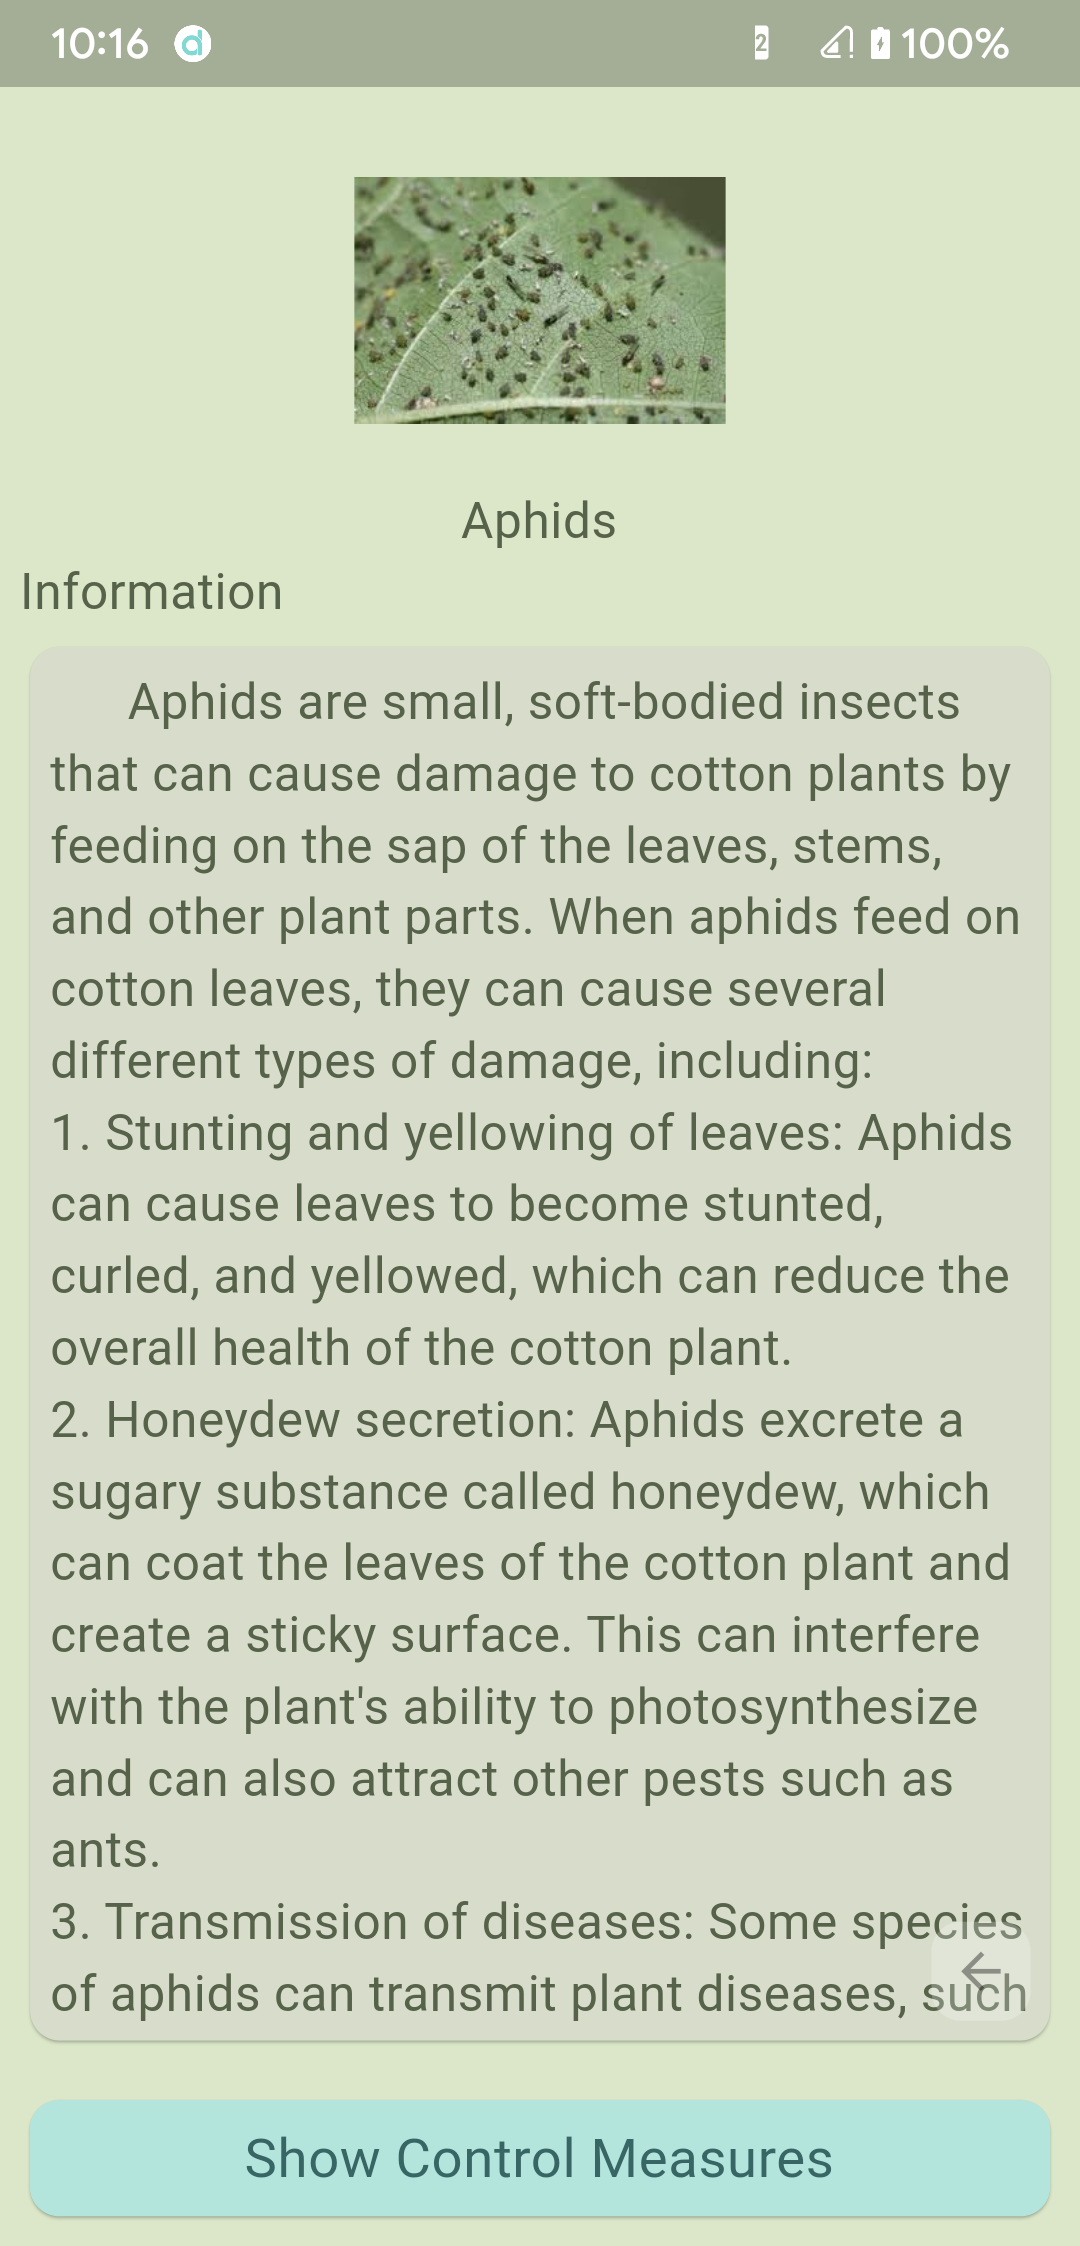 10:16
2
100%
Aphids
Information
Aphids are small, soft-bodied insects
that can cause damage to cotton plants by
feeding on the sap of the leaves, stems,
and other plant parts. When aphids feed on
cotton leaves, they can cause several
different types of damage, including:
1. Stunting and yellowing of leaves: Aphids
can cause leaves to become stunted,
curled, and yellowed, which can reduce the
overall health of the cotton plant.
2. Honeydew secretion: Aphids excrete a
sugary substance called honeydew, which
can coat the leaves of the cotton plant and
create a sticky surface. This can interfere
with the plant's ability to photosynthesize
and can also attract other pests such as
ants.
3. Transmission of diseases: Some species
of aphids can transmit plant diseases, such
Show Control Measures